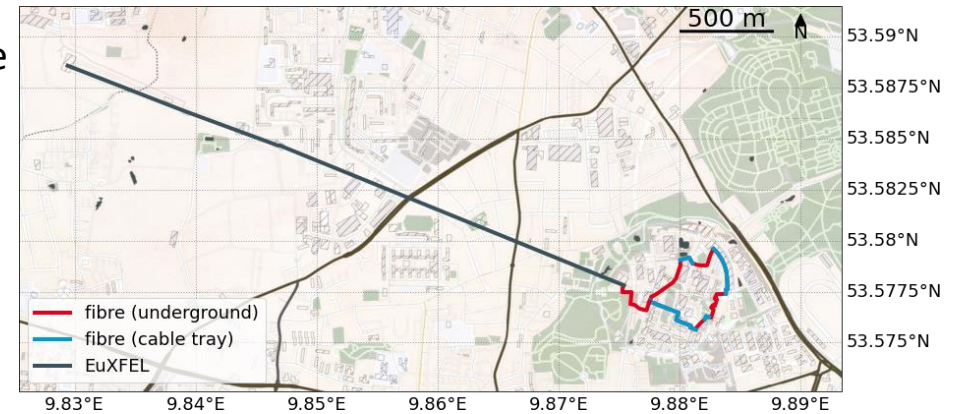 e
500 m
N
53.59°N
53.5875°N
53.585°N
53.5825°N
53.58°N
53.5775°N
53.575°N
fibre (underground)
fibre (cable tray)
EuXFEL
9.83°E 9.84°E 9.85°E 9.86°E 9.87°E 9.88°E 9.89°E